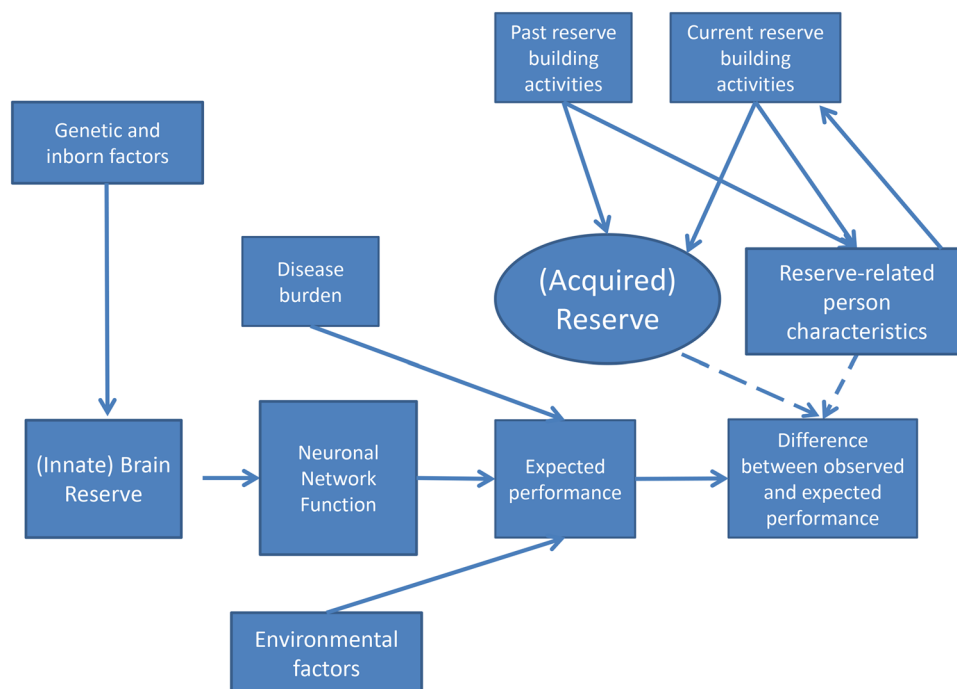 Past reserve
building
activities
Current reserve
building
activities
Genetic and
inborn factors
Disease
burden
(Acquired)
Reserve
Reserve-related
person
characteristics
(Innate) Brain
Reserve
Neuronal
Network
Function
Expected
performance
Difference
between observed
and expected
performance
Environmental
factors